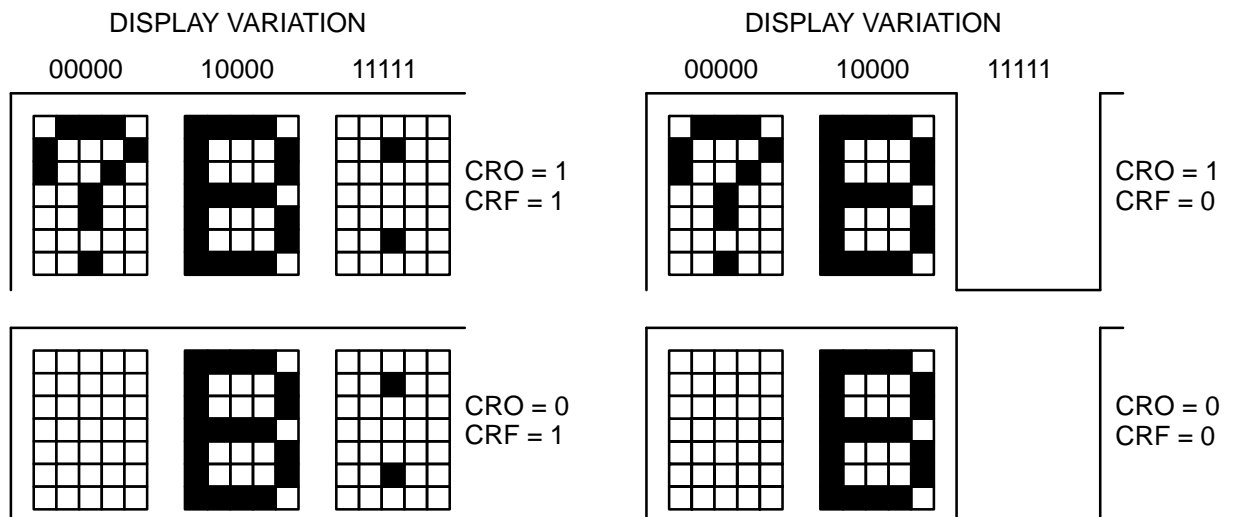 DISPLAY VARIATION
00000 10000 11111
? B :
CRO = 1
CRF = 1
DISPLAY VARIATION
00000 10000 11111
? B
CRO = 1
CRF = 0
B :
CRO = 0
CRF = 1
B
CRO = 0
CRF = 0